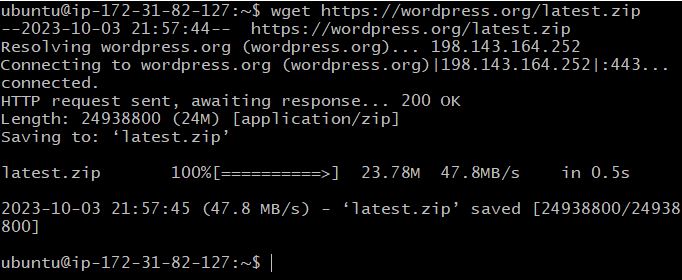 ubuntu@ip-172-31-82-127:~$ wget https://wordpress.org/latest.zip
--2023-10-03 21:57:44--  https://wordpress.org/latest.zip
Resolving wordpress.org (wordpress.org)... 198.143.164.252
Connecting to wordpress.org (wordpress.org)|198.143.164.252|:443...
connected.
HTTP request sent, awaiting response... 200 OK
Length: 24938800 (24M) [application/zip]
Saving to: ‘latest.zip’
latest.zip        100%[==========>]  23.78M  47.8MB/s    in 0.5s
2023-10-03 21:57:45 (47.8 MB/s) - ‘latest.zip’ saved [24938800/24938
800]
ubuntu@ip-172-31-82-127:~$